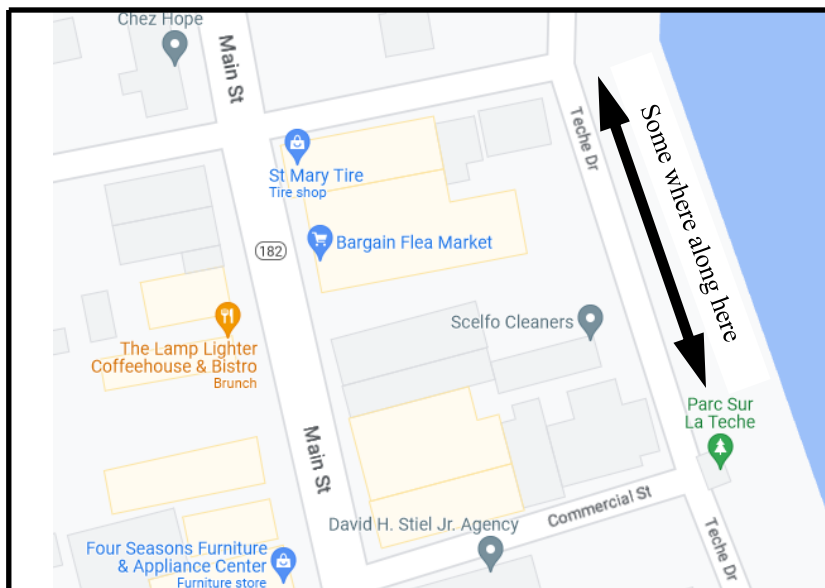 Chez Hope
Main St
Teche Dr
Some where along here
St Mary Tire
Tire shop
182
Bargain Flea Market
Scelfo Cleaners
The Lamp Lighter
Coffeehouse & Bistro
Brunch
Parc Sur
La Teche
Main St
Commercial St
David H. Stiel Jr. Agency
Teche Dr
Four Seasons Furniture
& Appliance Center
Furniture store